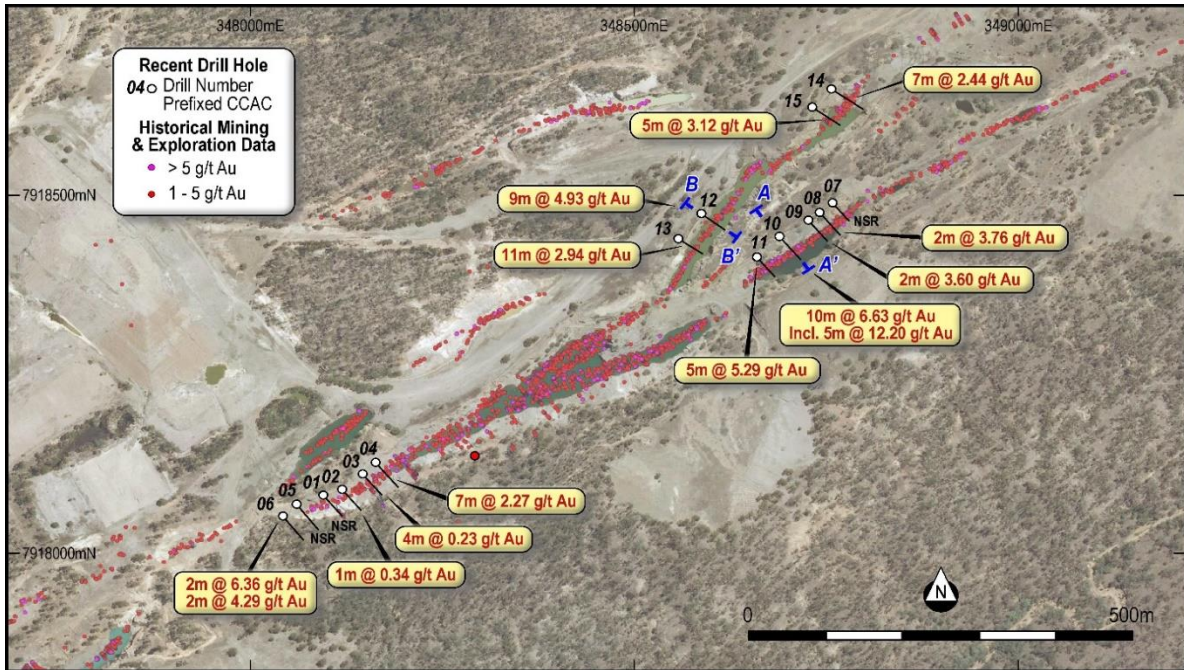 348000mE
348500mE
349000mE
Recent Drill Hole
04 Drill Number
Prefixed CCAC
Historical Mining
& Exploration Data
> 5 g/t Au
1 - 5 g/t Au
14
7m @ 2.44 g/t Au
15
5m @ 3.12 g/t Au
7918500mN
9m @ 4.93 g/t Au
B
12
A
07
08
09
NSR
13
B'
10
2m @ 3.76 g/t Au
11m @ 2.94 g/t Au
11
A'
2m @ 3.60 g/t Au
10m @ 6.63 g/t Au
Incl. 5m @ 12.20 g/t Au
5m @ 5.29 g/t Au
04
03
02
01
05
06
7m @ 2.27 g/t Au
NSR
NSR
4m @ 0.23 g/t Au
7918000mN
1m @ 0.34 g/t Au
2m @ 6.36 g/t Au
2m @ 4.29 g/t Au
N
0
500m